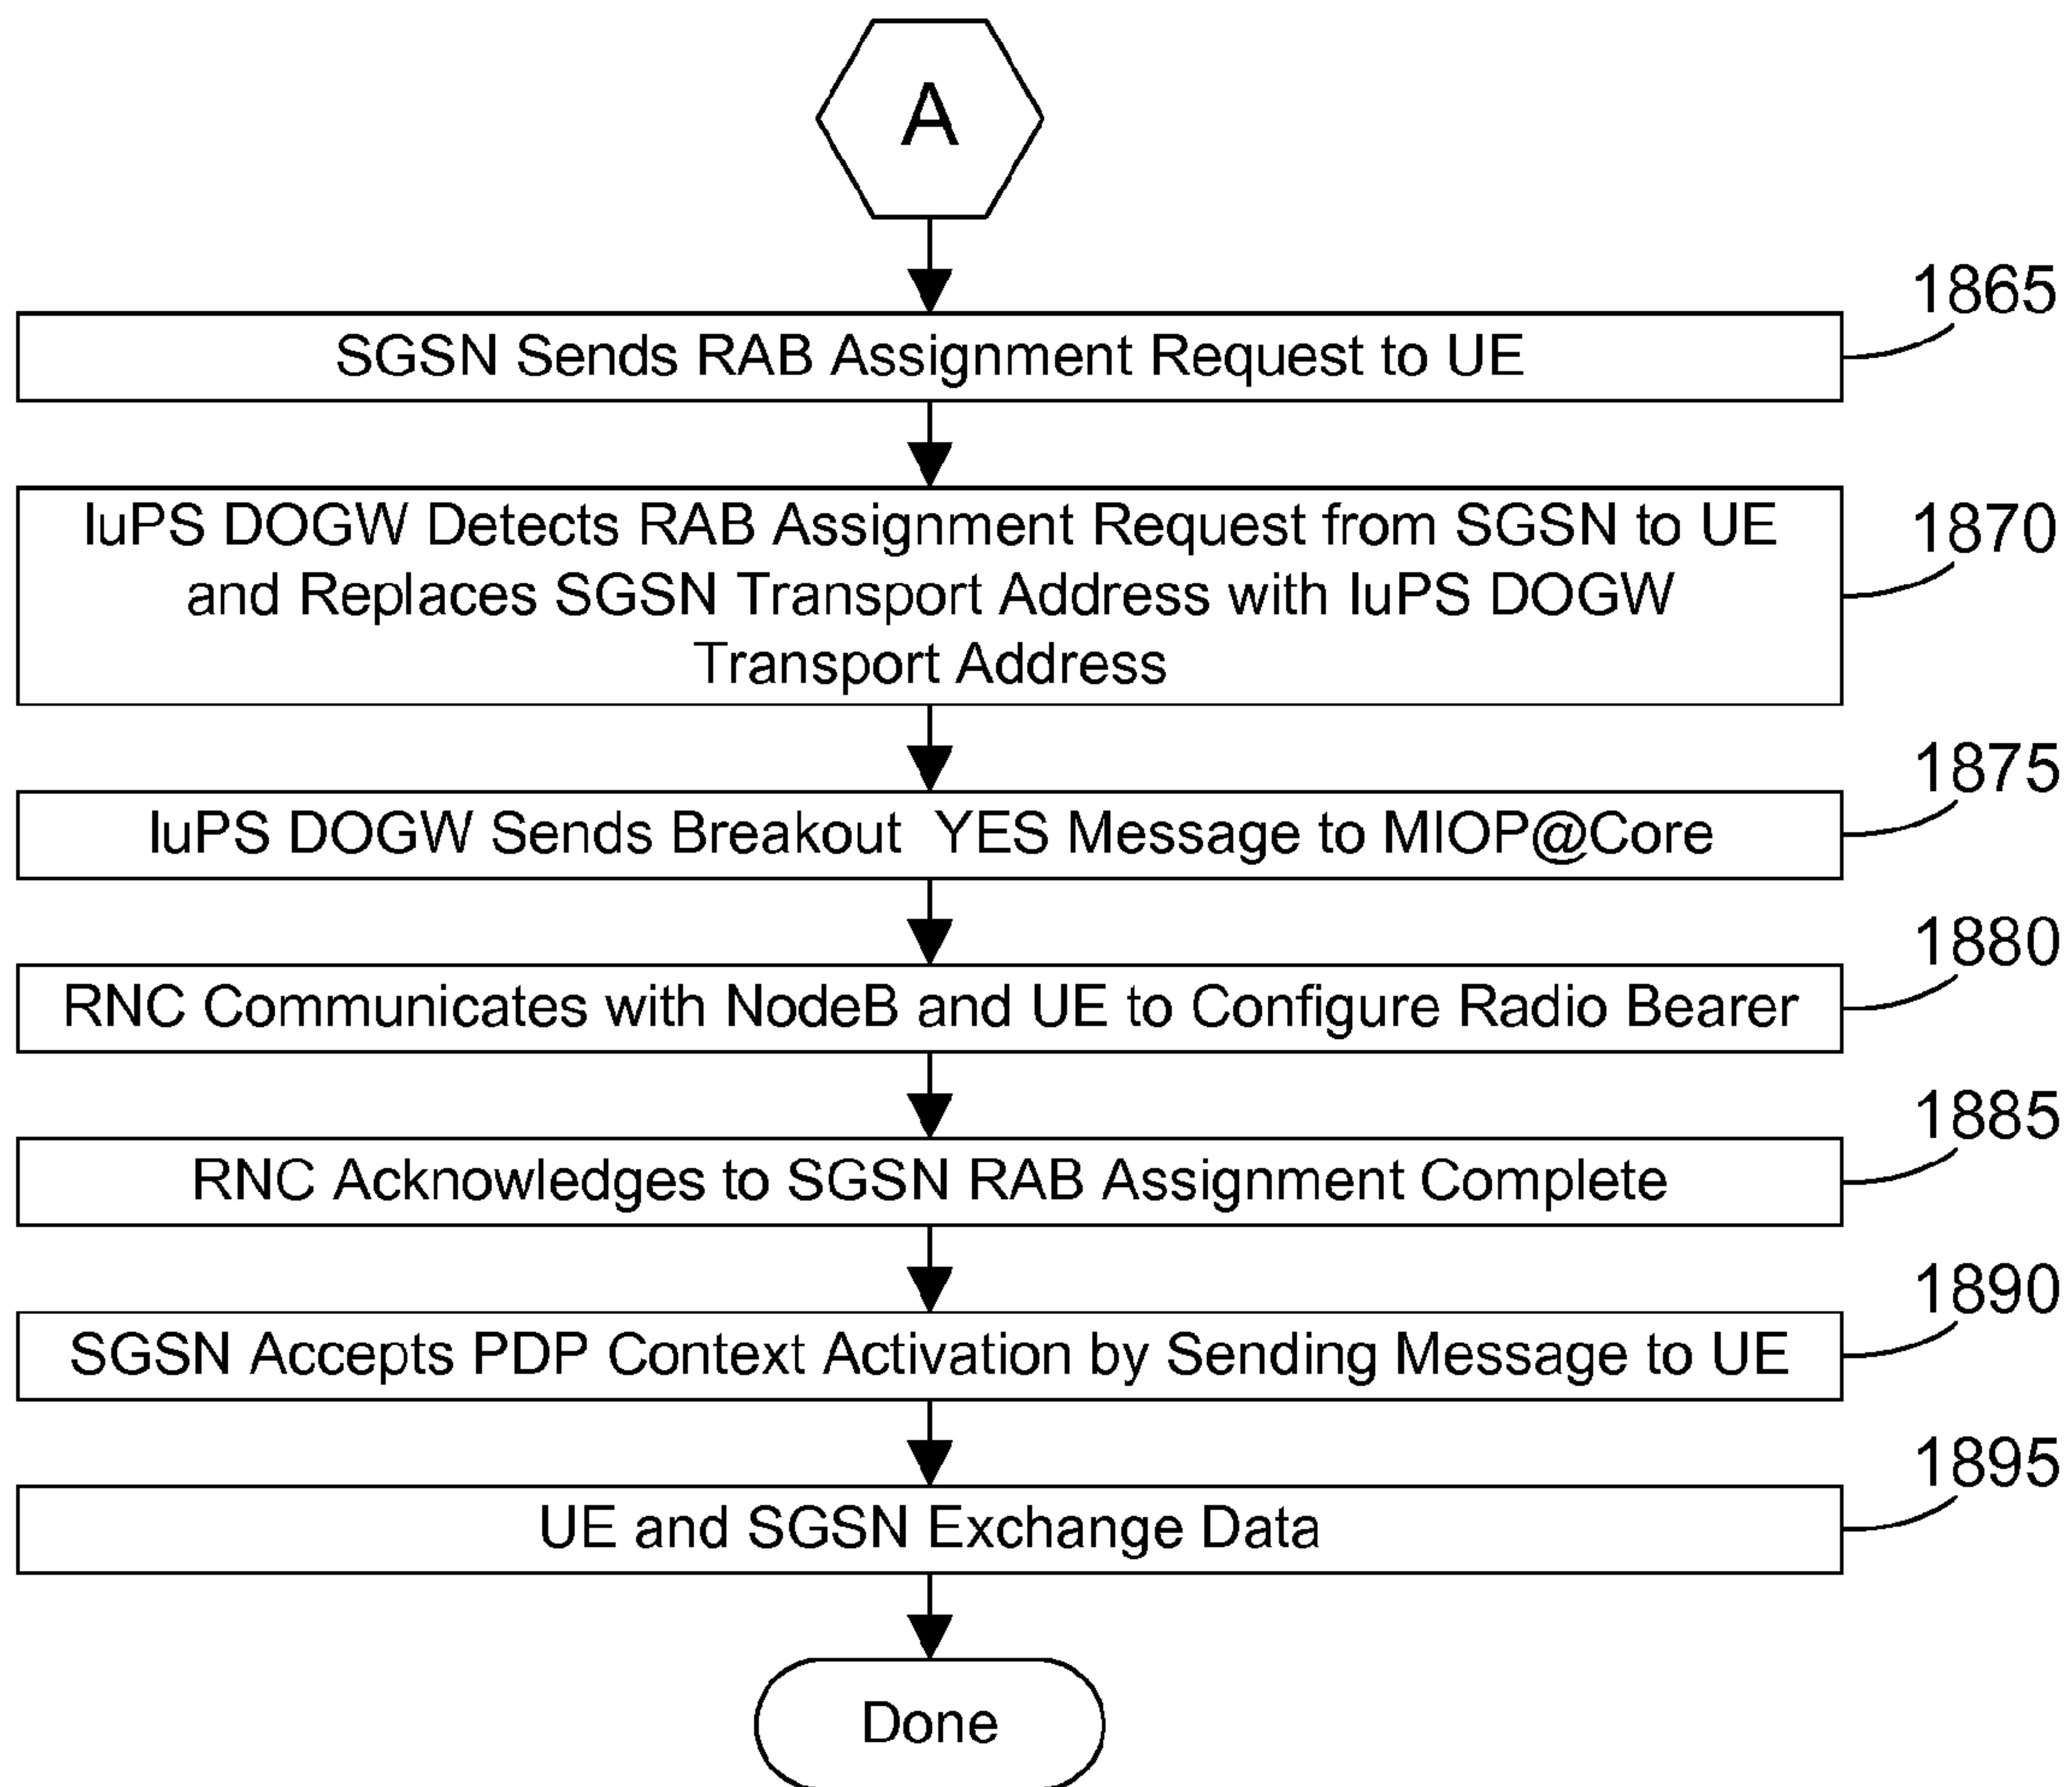 A
1865
SGSN Sends RAB Assignment Request to UE
1870
IuPS DOGW Detects RAB Assignment Request from SGSN to UE
and Replaces SGSN Transport Address with IuPS DOGW
Transport Address
1875
IuPS DOGW Sends Breakout YES Message to MIOP@Core
1880
RNC Communicates with NodeB and UE to Configure Radio Bearer
1885
RNC Acknowledges to SGSN RAB Assignment Complete
1890
SGSN Accepts PDP Context Activation by Sending Message to UE
1895
UE and SGSN Exchange Data
Done